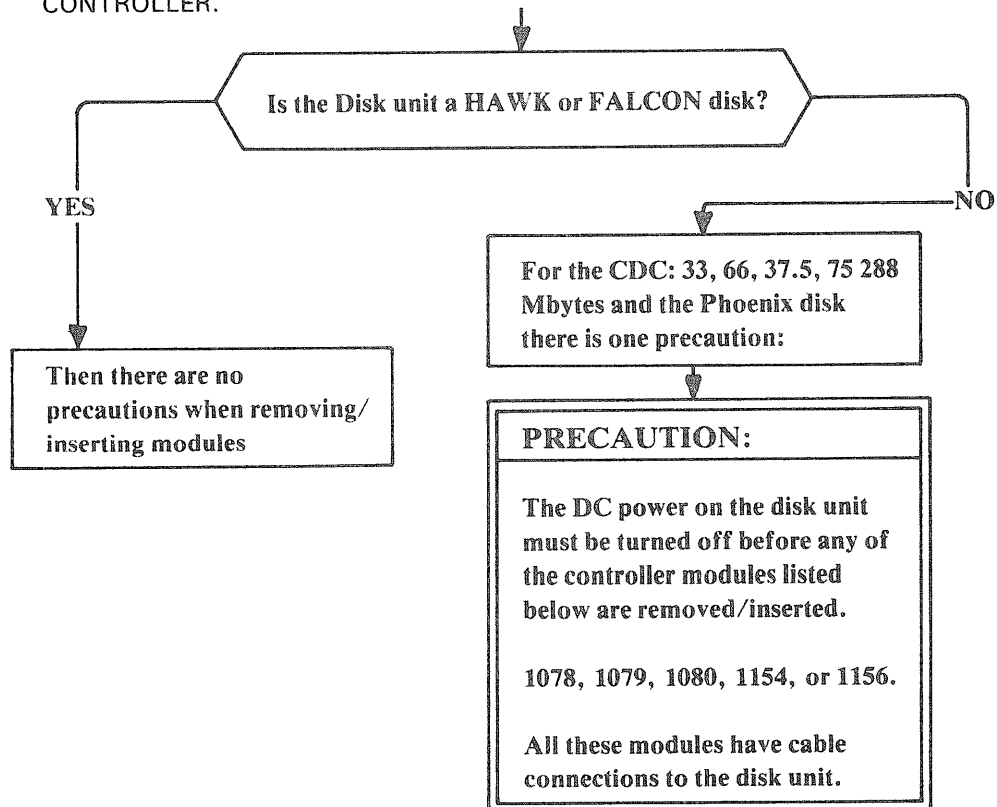 CONTROLLER.
Is the Disk unit a HAWK or FALCON disk?
YES
NO
For the CDC: 33, 66, 37.5, 75 288
Mbytes and the Phoenix disk
there is one precaution:
Then there are no
precautions when removing/
inserting modules
PRECAUTION:
The DC power on the disk unit
must be turned off before any of
the controller modules listed
below are removed/inserted.
1078, 1079, 1080, 1154, or 1156.
All these modules have cable
connections to the disk unit.